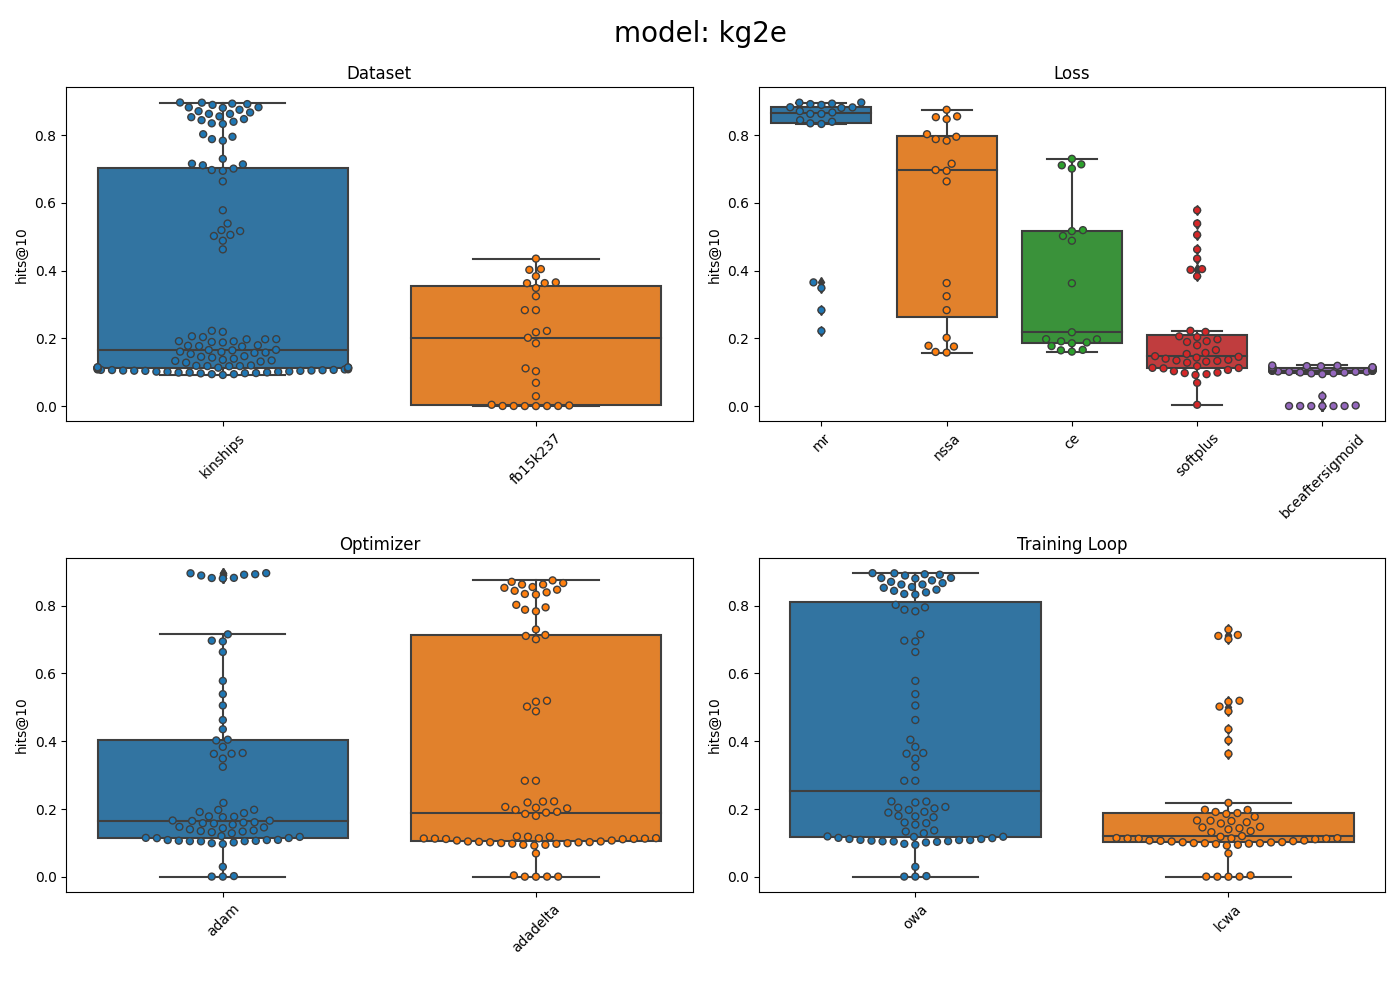 model: kg2e
Dataset
hits@10
0.8
0.6
0.4
0.2
0.0
kinships
fb15k237
Loss
hits@10
0.8
0.6
0.4
0.2
0.0
mr
nssa
ce
softplus
bceaftersigmoid
Optimizer
hits@10
0.8
0.6
0.4
0.2
0.0
adam
adadelta
Training Loop
hits@10
0.8
0.6
0.4
0.2
0.0
owa
lcwa